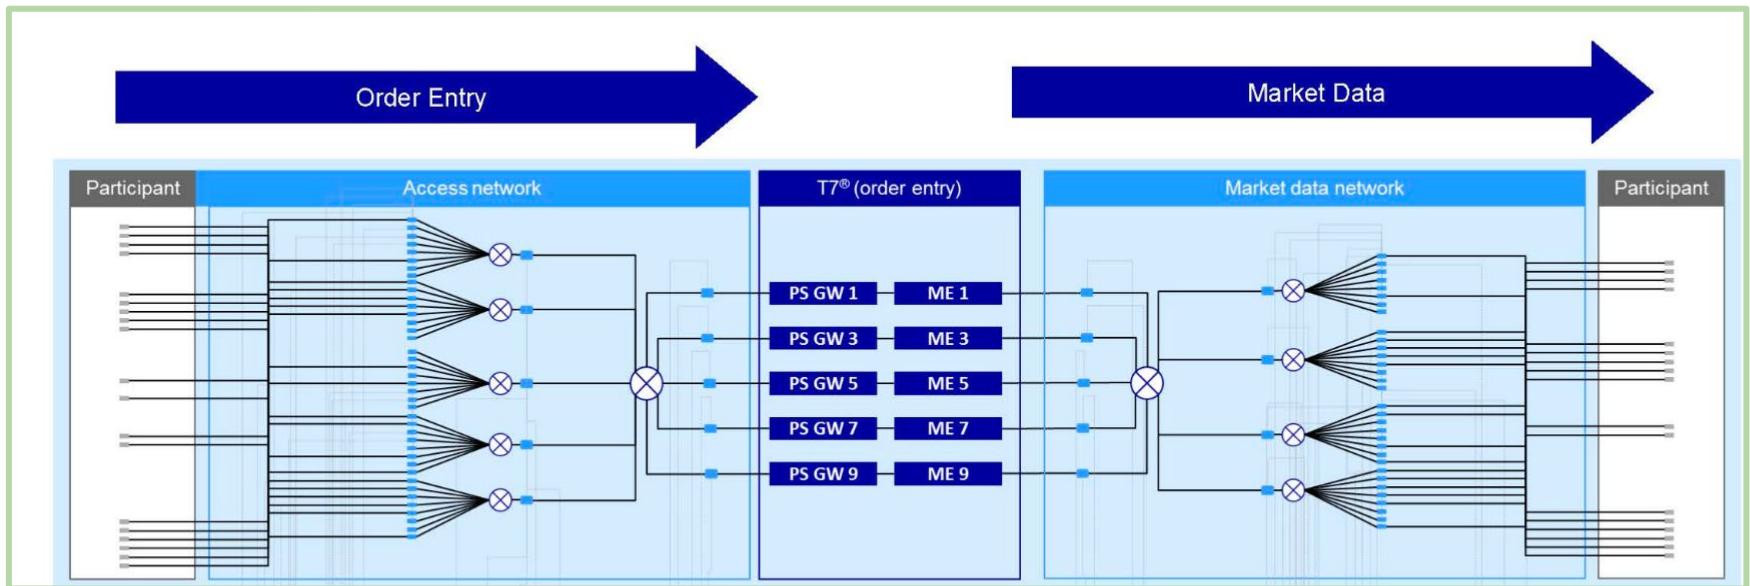 Order Entry
Market Data
Participant
Access network
T7® (order entry)
Market data network
Participant
PS GW 1
ME 1
PS GW 3
ME 3
PS GW 5
ME 5
PS GW 7
ME 7
PS GW 9
ME 9